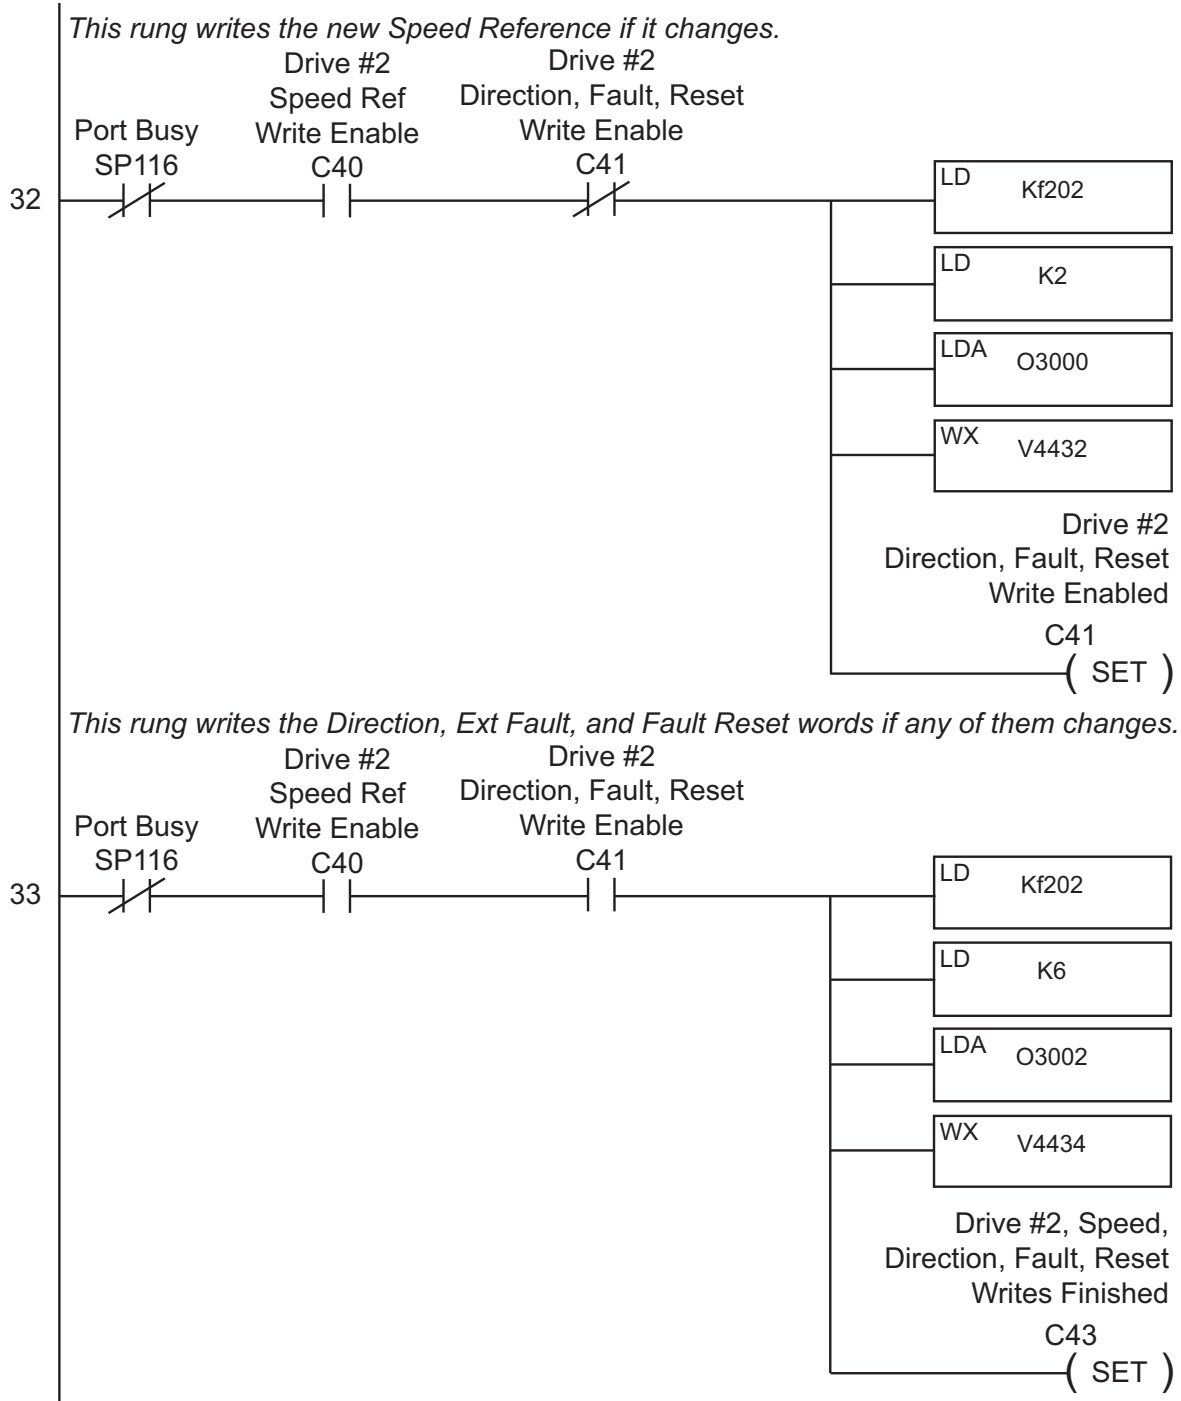 This rung writes the new Speed Reference if it changes.
Drive #2
Speed Ref
Write Enable
C40
Drive #2
Direction, Fault, Reset
Write Enable
C41
Port Busy
SP116
32
LD Kf202
LD K2
LDA O3000
WX V4432
Drive #2
Direction, Fault, Reset
Write Enabled
C41
( SET )
This rung writes the Direction, Ext Fault, and Fault Reset words if any of them changes.
Drive #2
Speed Ref
Write Enable
C40
Drive #2
Direction, Fault, Reset
Write Enable
C41
Port Busy
SP116
33
LD Kf202
LD K6
LDA O3002
WX V4434
Drive #2, Speed,
Direction, Fault, Reset
Writes Finished
C43
( SET )